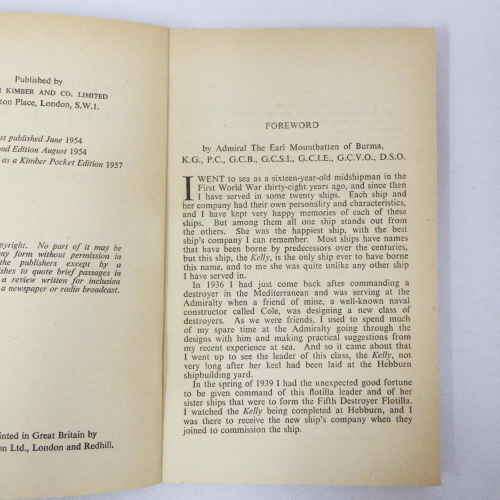 Published by
KIMBER AND CO. LIMITED
Place, London, S.W.1.
published June 1954
Edition August 1954
as a Kimber Pocket Edition 1957
No part of it may be
form without permission in
the publishers except by a
to quote brief passages in
a review written for inclusion
a newspaper or radio broadcast.
in Great Britain by
Ltd., London and Redhill.
FOREWORD
by Admiral The Earl Mountbatten of Burma,
K.G., P.C., G.C.B., G.C.S.I., G.C.I.E., G.C.V.O., D.S.O.
I WENT to sea as a sixteen-year-old midshipman in the
First World War thirty-eight years ago, and since then
I have served in some twenty ships. Each ship and
her company had their own personality and characteristics,
and I have kept very happy memories of each of these
ships. But among them all one ship stands out from
the others. She was the happiest ship, with the best
ship's company I can remember. Most ships have names
that have been borne by predecessors over the centuries,
but this ship, the Kelly, is the only ship ever to have borne
this name, and to me she was quite unlike any other ship
I have served in.
In 1936 I had just come back after commanding a
destroyer in the Mediterranean and was serving at the
Admiralty when a friend of mine, a well-known naval
constructor called Cole, was designing a new class of
destroyers. As we were friends, I used to spend much
of my spare time at the Admiralty going through the
designs with him and making practical suggestions from
my recent experience at sea. And so it came about that
I went up to see the leader of this class, the Kelly, not
very long after her keel had been laid at the Hebburn
shipbuilding yard.
In the spring of 1939 I had the unexpected good fortune
to be given command of this flotilla leader and of her
sister ships that were to form the Fifth Destroyer Flotilla.
I watched the Kelly being completed at Hebburn, and I
was there to receive the new ship's company when they
joined to commission the ship.